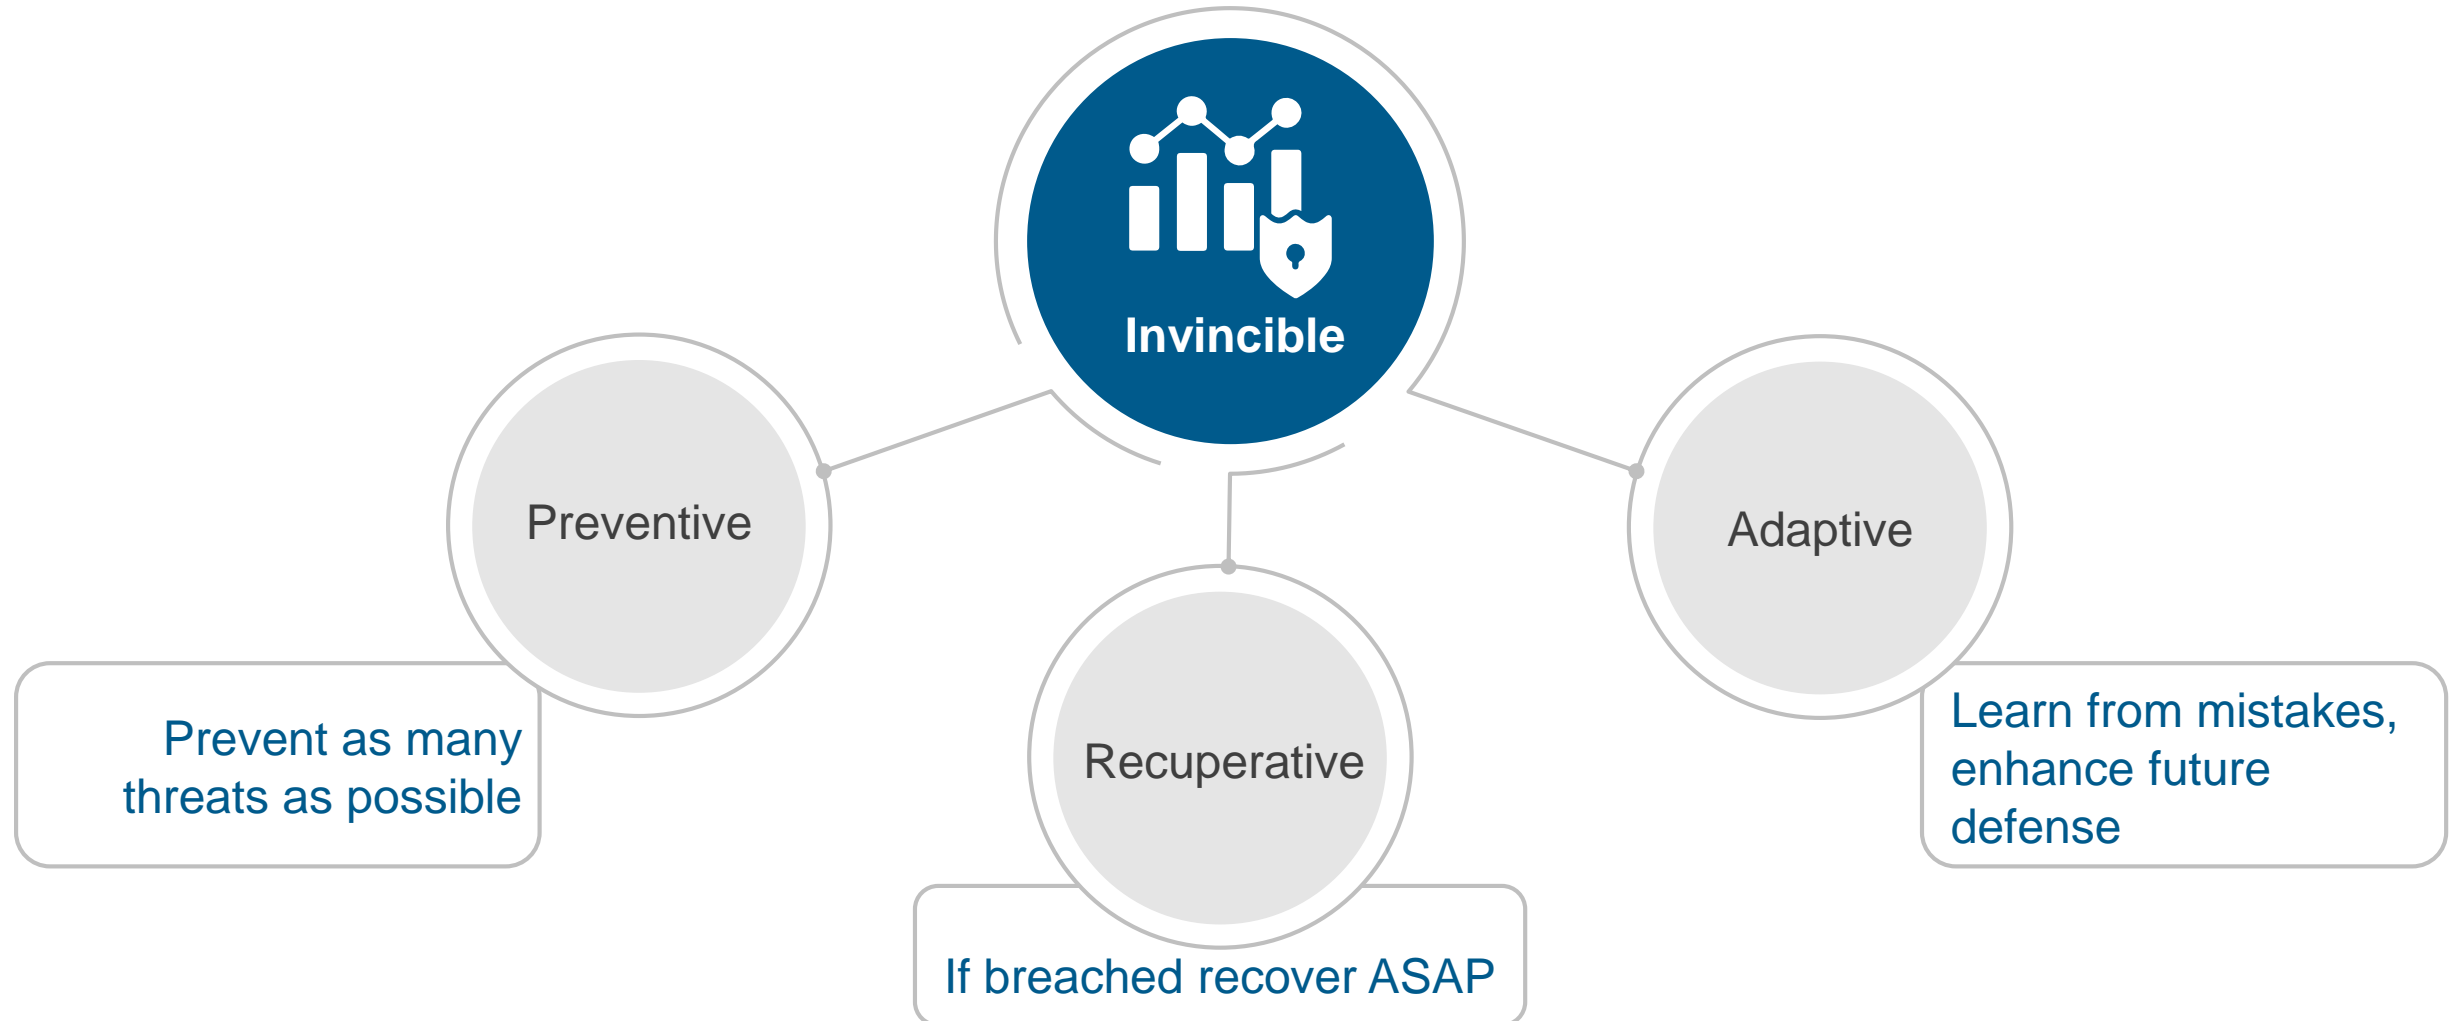 Invincible
Preventive
Prevent as many
threats as possible
Recuperative
If breached recover ASAP
Adaptive
Learn from mistakes,
enhance future
defense